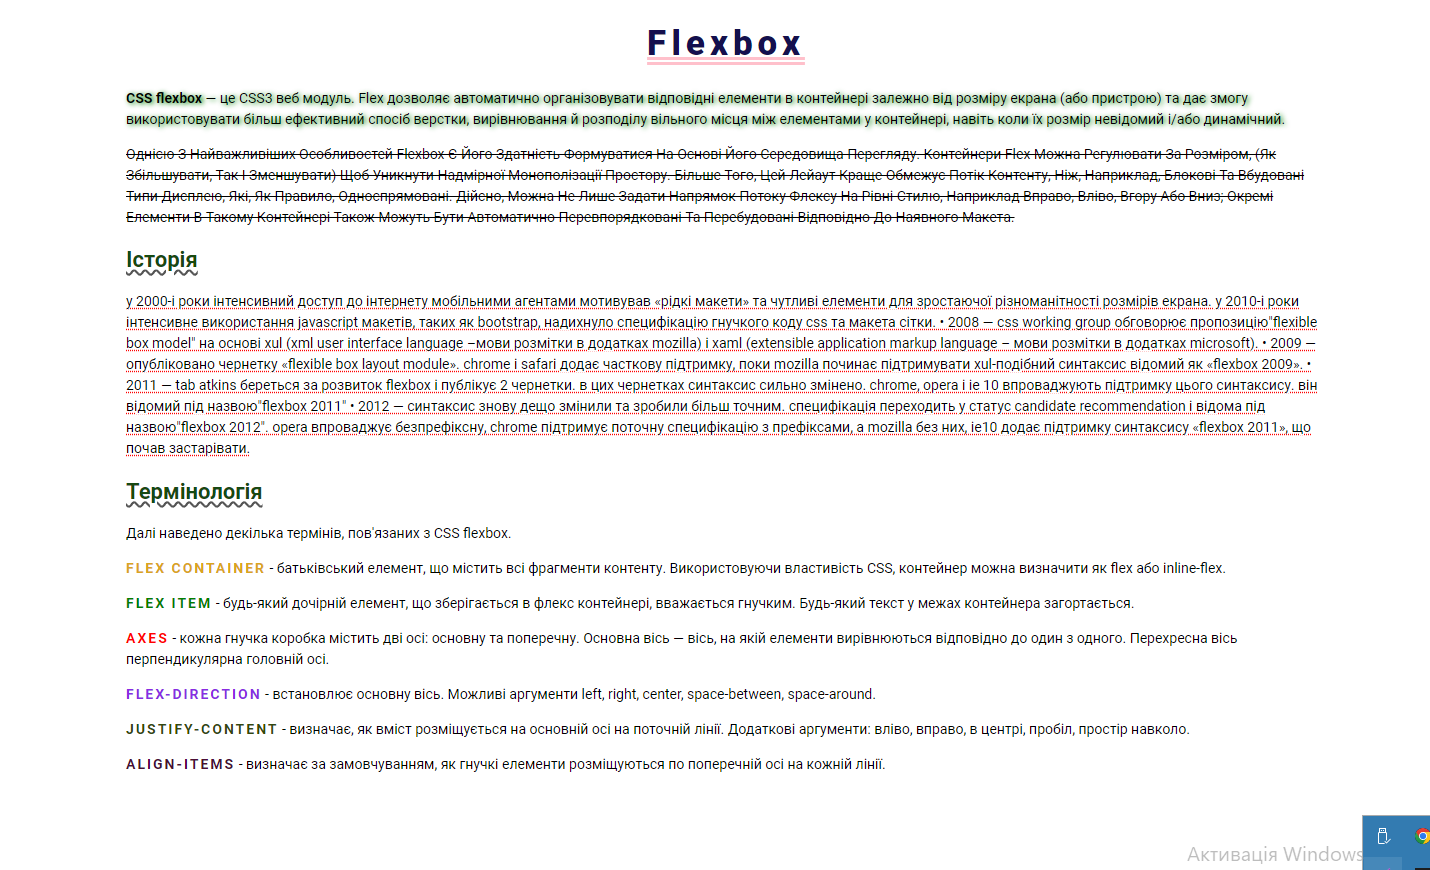 Flexbox
CSS flexbox — це CSS3 веб модуль. Flex дозволяє автоматично організовувати відповідні елементи в контейнері залежно від розміру екрана (або пристрою) та дає змогу
використовувати більш ефективний спосіб верстки, вирівнювання й розподілу вільного місця між елементами у контейнері, навіть коли їх розмір невідомий і/або динамічний.
Однією З Найважливіших Особливостей Flexbox Є Його Здатність Формуватися На Основі Його Середовища Перегляду. Контейнери Flex Можна Регулювати За Розміром, (Як
Збільшувати, Так І Зменшувати) Щоб Уникнути Надмірної Монополізації Простору. Більше Того, Цей Лейаут Краще Обмежує Потік Контенту, Ніж, Наприклад, Блокові Та Вбудовані
Типи Дисплею, Які, Як Правило, Односпрямовані. Дійсно, Можна Не Лише Задати Напрямок Потоку Флексу На Рівні Стилю, Наприклад Вправо, Вліво, Вгору Або Вниз; Окремі
Елементи В Такому Контейнері Також Можуть Бути Автоматично Перевпорядковані Та Перебудовані Відповідно До Наявного Макета.
Історія
у 2000-і роки інтенсивний доступ до інтернету мобільними агентами мотивував «рідкі макети» та чутливі елементи для зростаючої різноманітності розмірів екрана. у 2010-і роки
інтенсивне використання javascript макетів, таких як bootstrap, надихнуло специфікацію гнучкого коду css та макета сітки. • 2008 — css working group обговорює пропозицію"flexible
box model" на основі xul (xml user interface language –мови розмітки в додатках mozilla) і xaml (extensible application markup language – мови розмітки в додатках microsoft). • 2009 —
опубліковано чернетку «flexible box layout module». chrome і safari додає часткову підтримку, поки mozilla починає підтримувати xul-подібний синтаксис відомий як «flexbox 2009». •
2011 — tab atkins береться за розвиток flexbox і публікує 2 чернетки. в цих чернетках синтаксис сильно змінено. chrome, opera і ie 10 впроваджують підтримку цього синтаксису. він
відомий під назвою"flexbox 2011" • 2012 — синтаксис знову дещо змінили та зробили більш точним. специфікація переходить у статус candidate recommendation і відома під
назвою"flexbox 2012". opera впроваджує безпрефіксну, chrome підтримує поточну специфікацію з префіксами, а mozilla без них, ie10 додає підтримку синтаксису «flexbox 2011», що
почав застарівати.
Термінологія
Далі наведено декілька термінів, пов'язаних з CSS flexbox.
FLEX CONTAINER - батьківський елемент, що містить всі фрагменти контенту. Використовуючи властивість CSS, контейнер можна визначити як flex або inline-flex.
FLEX ITEM - будь-який дочірній елемент, що зберігається в флекс контейнері, вважається гнучким. Будь-який текст у межах контейнера загортається.
AXES - кожна гнучка коробка містить дві осі: основну та поперечну. Основна вісь — вісь, на якій елементи вирівнюються відповідно до один з одного. Перехресна вісь
перпендикулярна головній осі.
FLEX-DIRECTION - встановлює основну вісь. Можливі аргументи left, right, center, space-between, space-around.
JUSTIFY-CONTENT - визначає, як вміст розміщується на основній осі на поточній лінії. Додаткові аргументи: вліво, вправо, в центрі, пробіл, простір навколо.
ALIGN-ITEMS - визначає за замовчуванням, як гнучкі елементи розміщуються по поперечній осі на кожній лінії.
Активація Windows